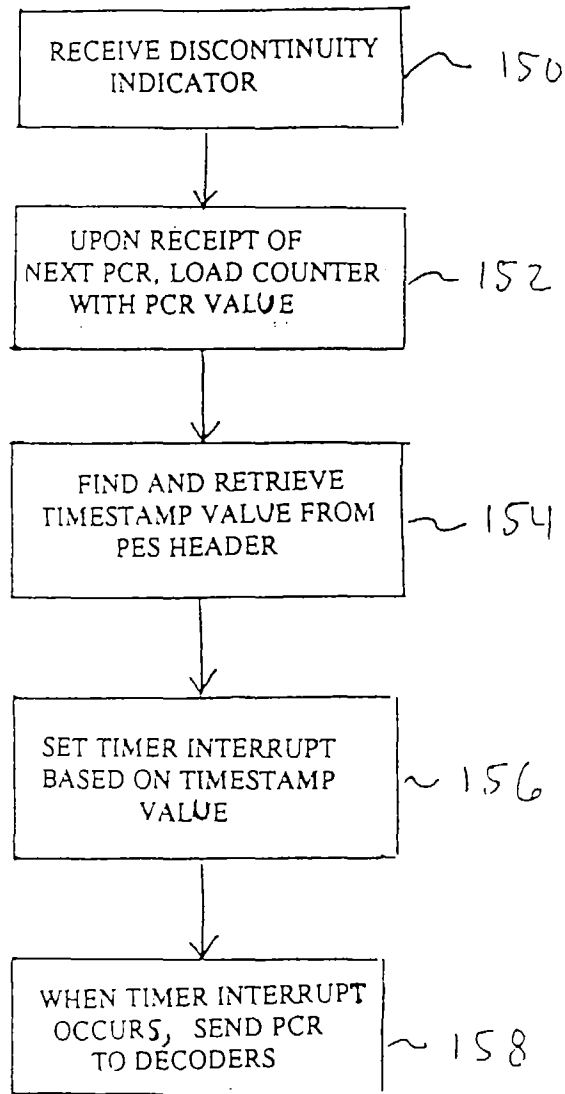 RECEIVE DISCONTINUITY
INDICATOR
150
UPON RECEIPT OF
NEXT PCR, LOAD COUNTER
WITH PCR VALUE
152
FIND AND RETRIEVE
TIMESTAMP VALUE FROM
PES HEADER
154
SET TIMER INTERRUPT
BASED ON TIMESTAMP
VALUE
156
WHEN TIMER INTERRUPT
OCCURS, SEND PCR
TO DECODERS
158